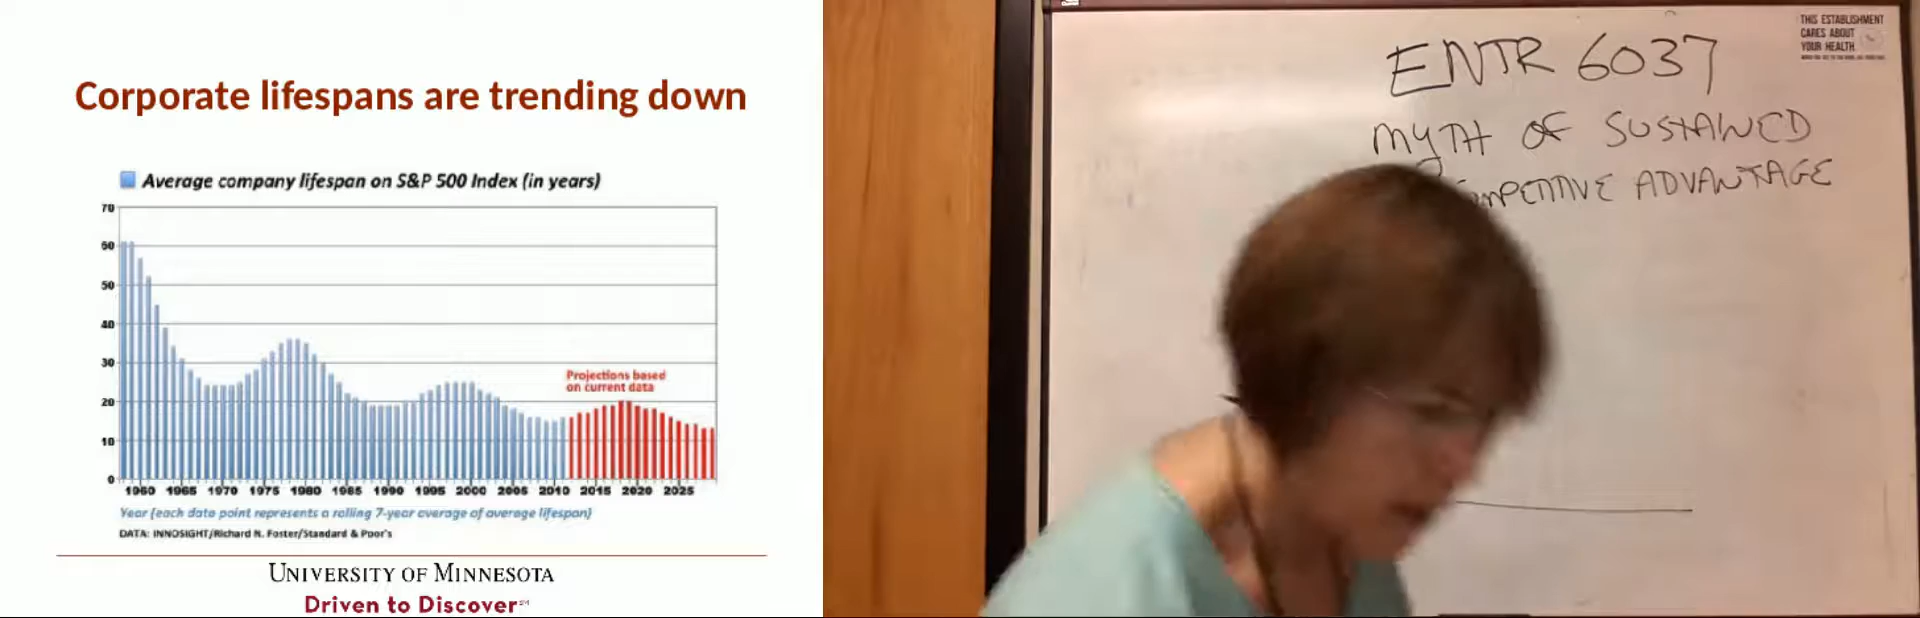 Corporate lifespans are trending down
Average company lifespan on S&P 500 Index (in years)
70
60
50
40
30
20
10
0
Projections based
on current data
1960 1965 1970 1975 1980 1985 1990 1995 2000 2005 2010 2015 2020 2025
Year (each data point represents a rolling 7-year average of average lifespan)
DATA: INNOSIGHT/Richard N. Foster/Standard & Poor's
UNIVERSITY OF MINNESOTA
Driven to Discover℠
ENTR 6037
MYTH OF SUSTAINED
ADVANTAGE
THIS ESTABLISHMENT
CARES ABOUT
YOUR HEALTH